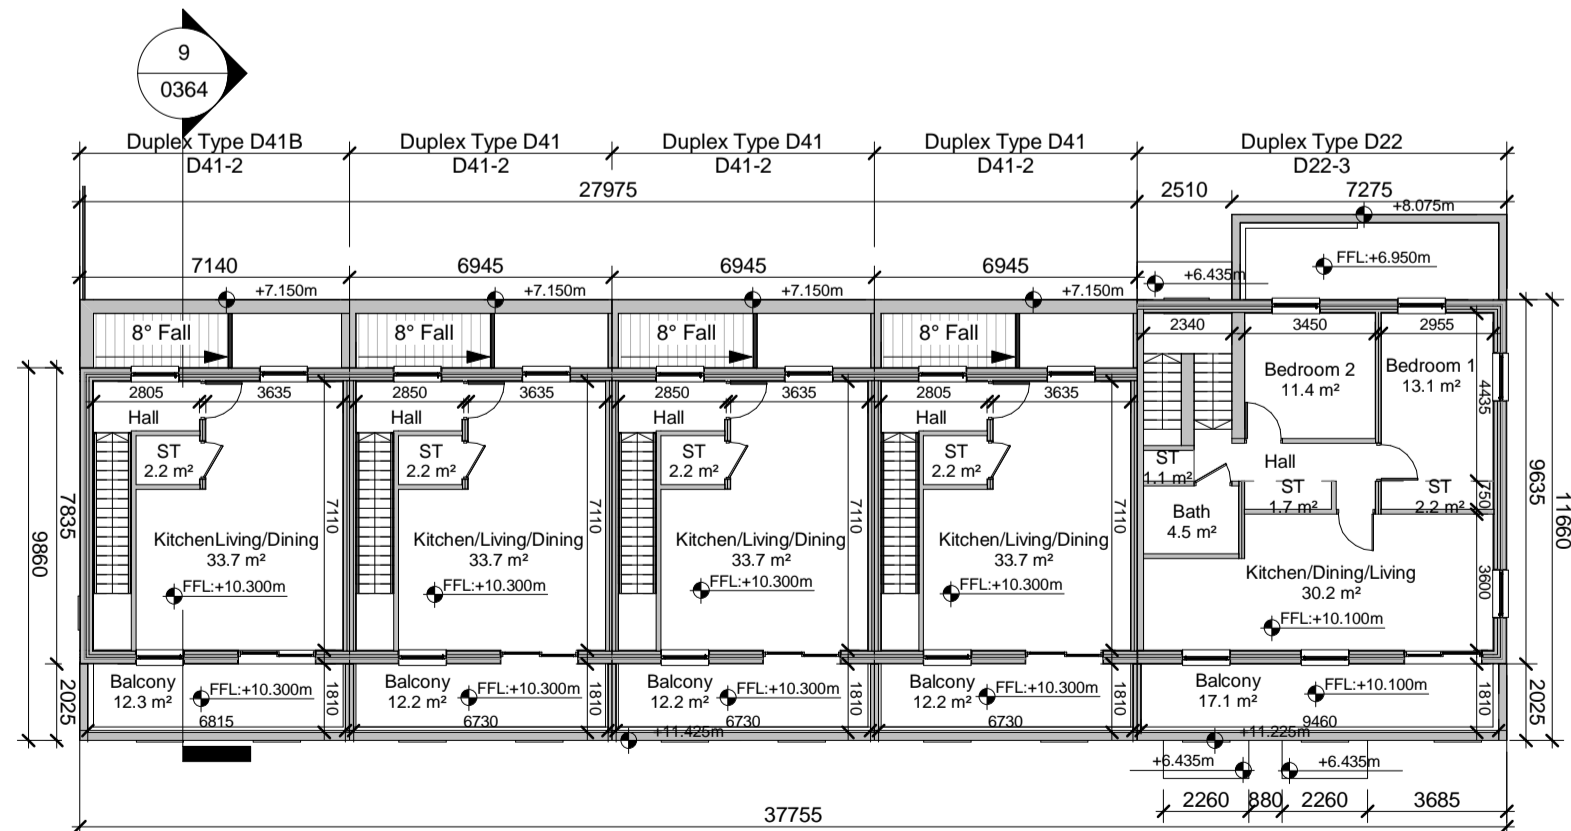 9
0364
Duplex Type D41B
D41-2
Duplex Type D41
D41-2
Duplex Type D41
D41-2
Duplex Type D41
D41-2
Duplex Type D22
D22-3
27975
2510
7275
+8.075m
7140
6945
6945
6945
+6.435m
FFL:+6.950m
+7.150m
+7.150m
+7.150m
+7.150m
8° Fall
8° Fall
8° Fall
8° Fall
2340
3450
2955
2805
3635
2850
3635
2850
3635
2805
3635
Hall
Hall
Hall
Hall
Bedroom 2
11.4 m²
Bedroom 1
13.1 m²
4435
ST
2.2 m²
ST
2.2 m²
ST
2.2 m²
ST
2.2 m²
ST
1.1 m²
Hall
ST
1.7 m²
ST
2.2 m²
750
Bath
4.5 m²
7835
9860
7110
7110
7110
7110
9635
11660
KitchenLiving/Dining
33.7 m²
FFL:+10.300m
Kitchen/Living/Dining
33.7 m²
FFL:+10.300m
Kitchen/Living/Dining
33.7 m²
FFL:+10.300m
Kitchen/Living/Dining
33.7 m²
FFL:+10.300m
Kitchen/Dining/Living
30.2 m²
FFL:+10.100m
3600
2025
Balcony
12.3 m²
FFL:+10.300m
1810
6815
Balcony
12.2 m²
FFL:+10.300m
1810
6730
Balcony
12.2 m²
FFL:+10.300m
1810
6730
Balcony
12.2 m²
FFL:+10.300m
1810
6730
Balcony
17.1 m²
FFL:+10.100m
1810
9460
2025
+11.425m
+11.225m
+6.435m
+6.435m
2260
880
2260
3685
37755